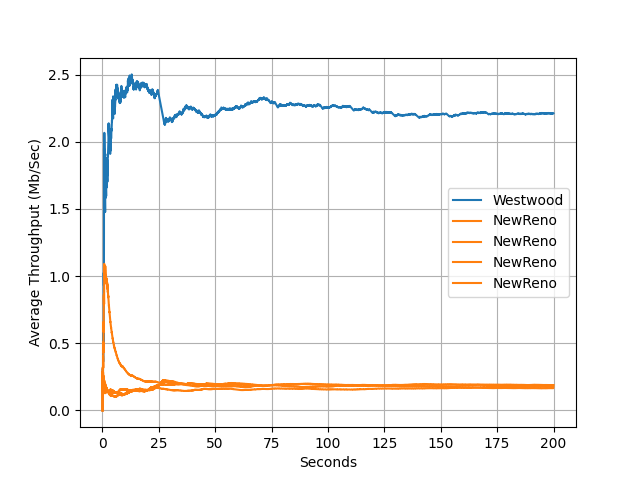 2.5
2.0
1.5
1.0
0.5
0.0
Average Throughput (Mb/Sec)
Westwood
NewReno
NewReno
NewReno
NewReno
0 25 50 75 100 125 150 175 200
Seconds